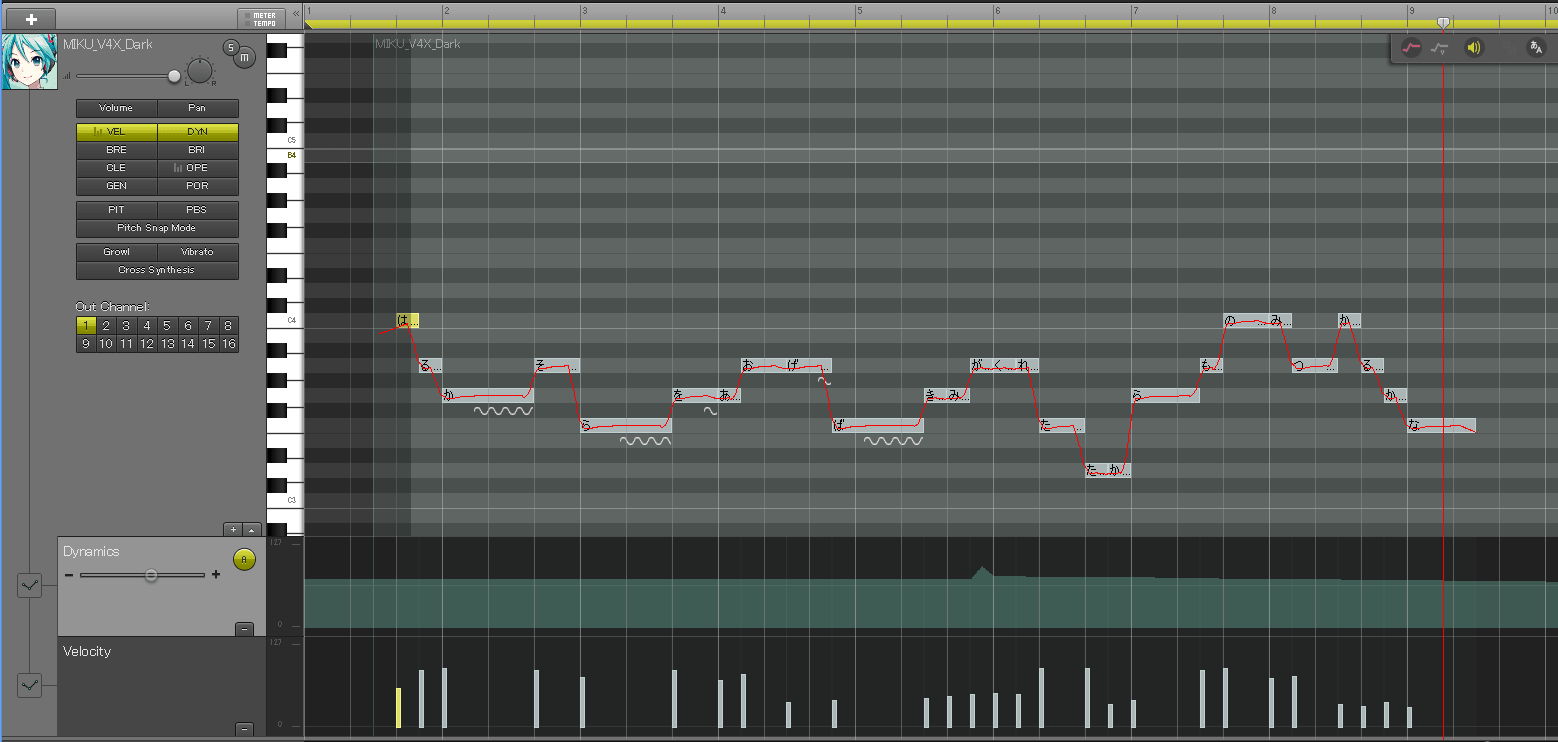 + METER 1 2 3 4 5 6 7 8 9 10
TEMPO
MIKU_V4X_Dark S m MIKU_V4X_Dark
L R
Volume Pan
VEL DYN
BRE BRI
CLE OPE
GEN POR
PIT PBS
Pitch Snap Mode
Growl Vibrato
Cross Synthesis
Out Channel:
1 2 3 4 5 6 7 8
9 10 11 12 13 14 15 16
C5
B4
C4
C3
は... の ...み... か...
る... そ ... お... げ ... が く れ... も... つ ... る...
か を あ... き み... ら か...
ら ば た ... な
た ...か...
Dynamics 127
- +
0
Velocity 127
0